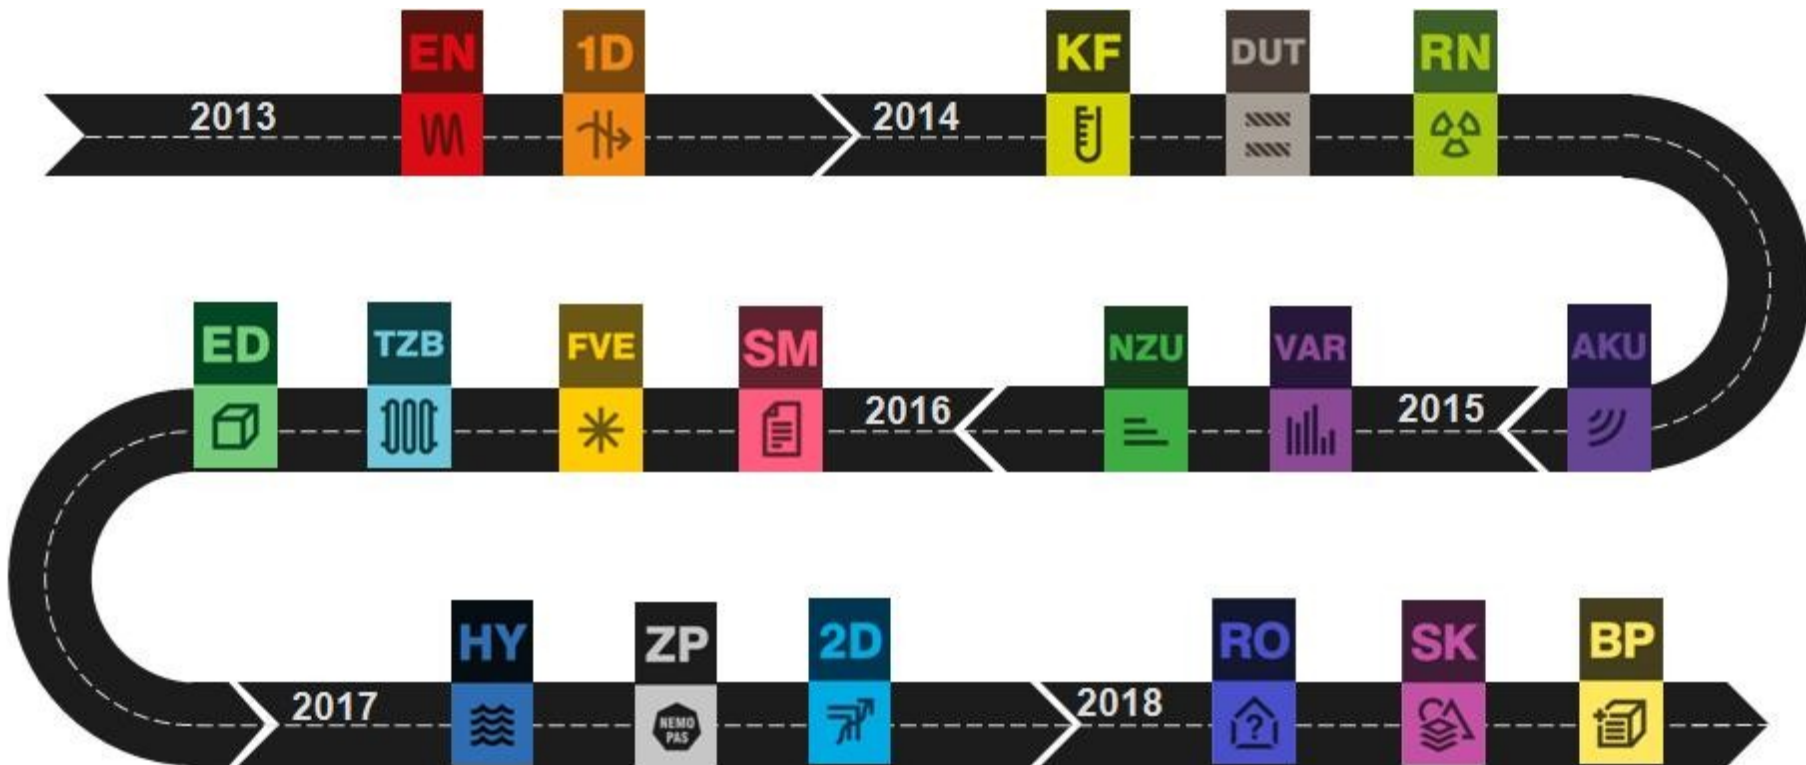 2013
EN
1D
2014
KF
DUT
RN
AKU
2015
VAR
NZU
2016
SM
FVE
TZB
ED
2017
HY
ZP
NEMO
PAS
2D
2018
RO
?
SK
BP